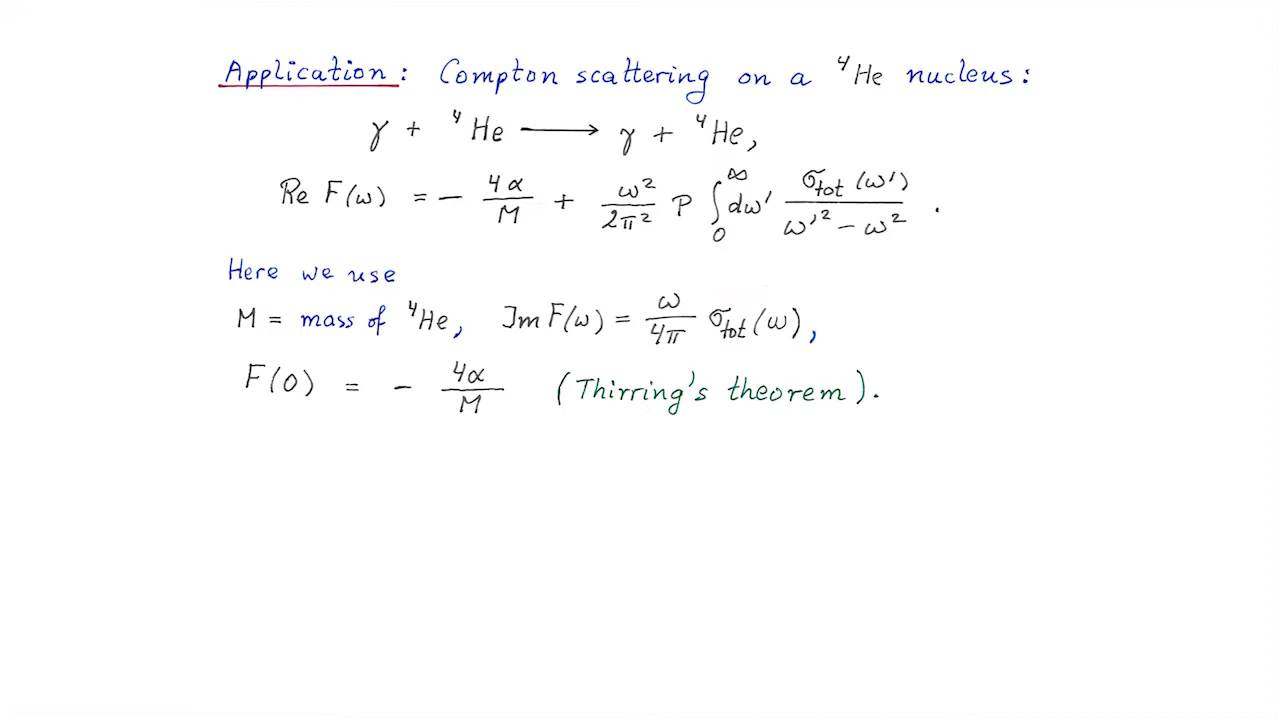 Application: Compton scattering on a ⁴He nucleus:
γ + ⁴He ⟶ γ + ⁴He,
Re F(ω) = − 4α/M + ω²/2π² P ∫₀^∞ dω′ σ_tot(ω′)/(ω′² − ω²) .
Here we use
M = mass of ⁴He, Im F(ω) = ω/4π σ_tot(ω),
F(0) = − 4α/M (Thirring's theorem).